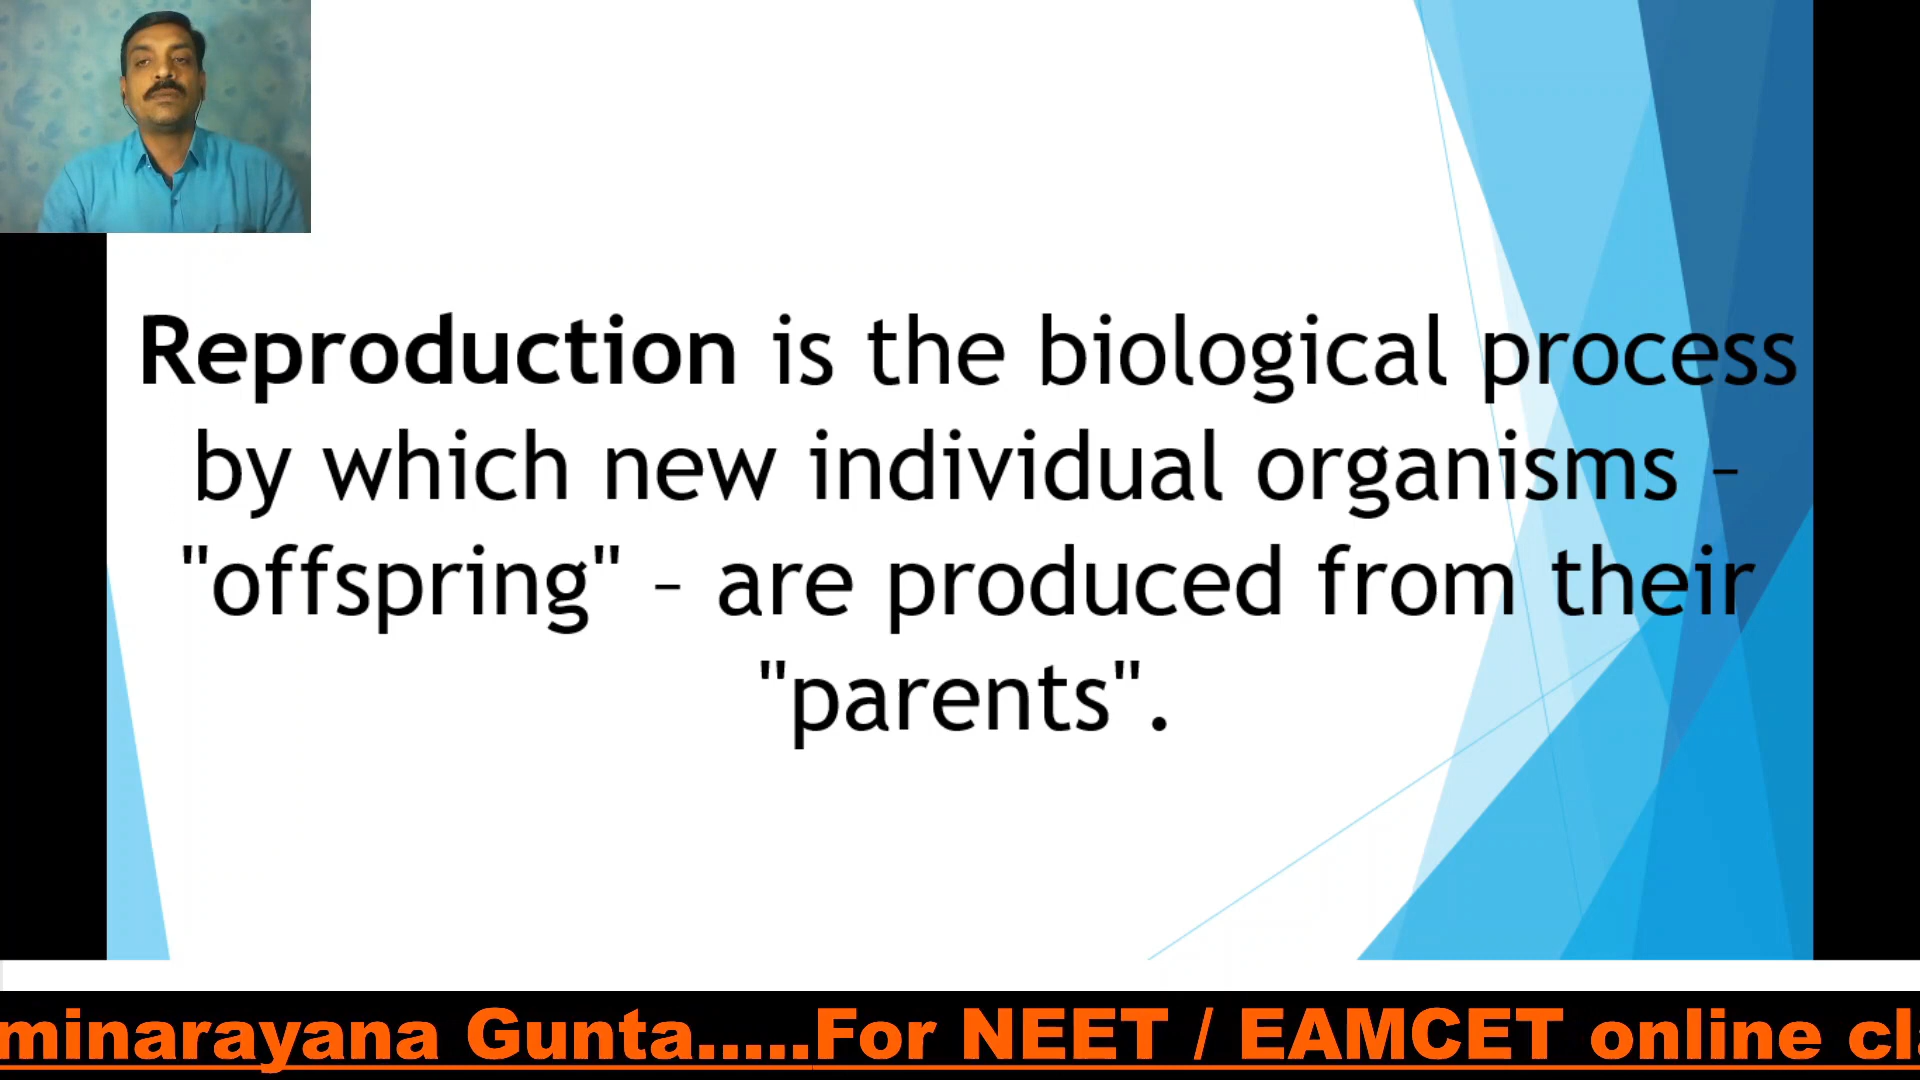 Reproduction is the biological process
by which new individual organisms –
"offspring" – are produced from their
"parents".
minarayana Gunta.....For NEET / EAMCET online cl